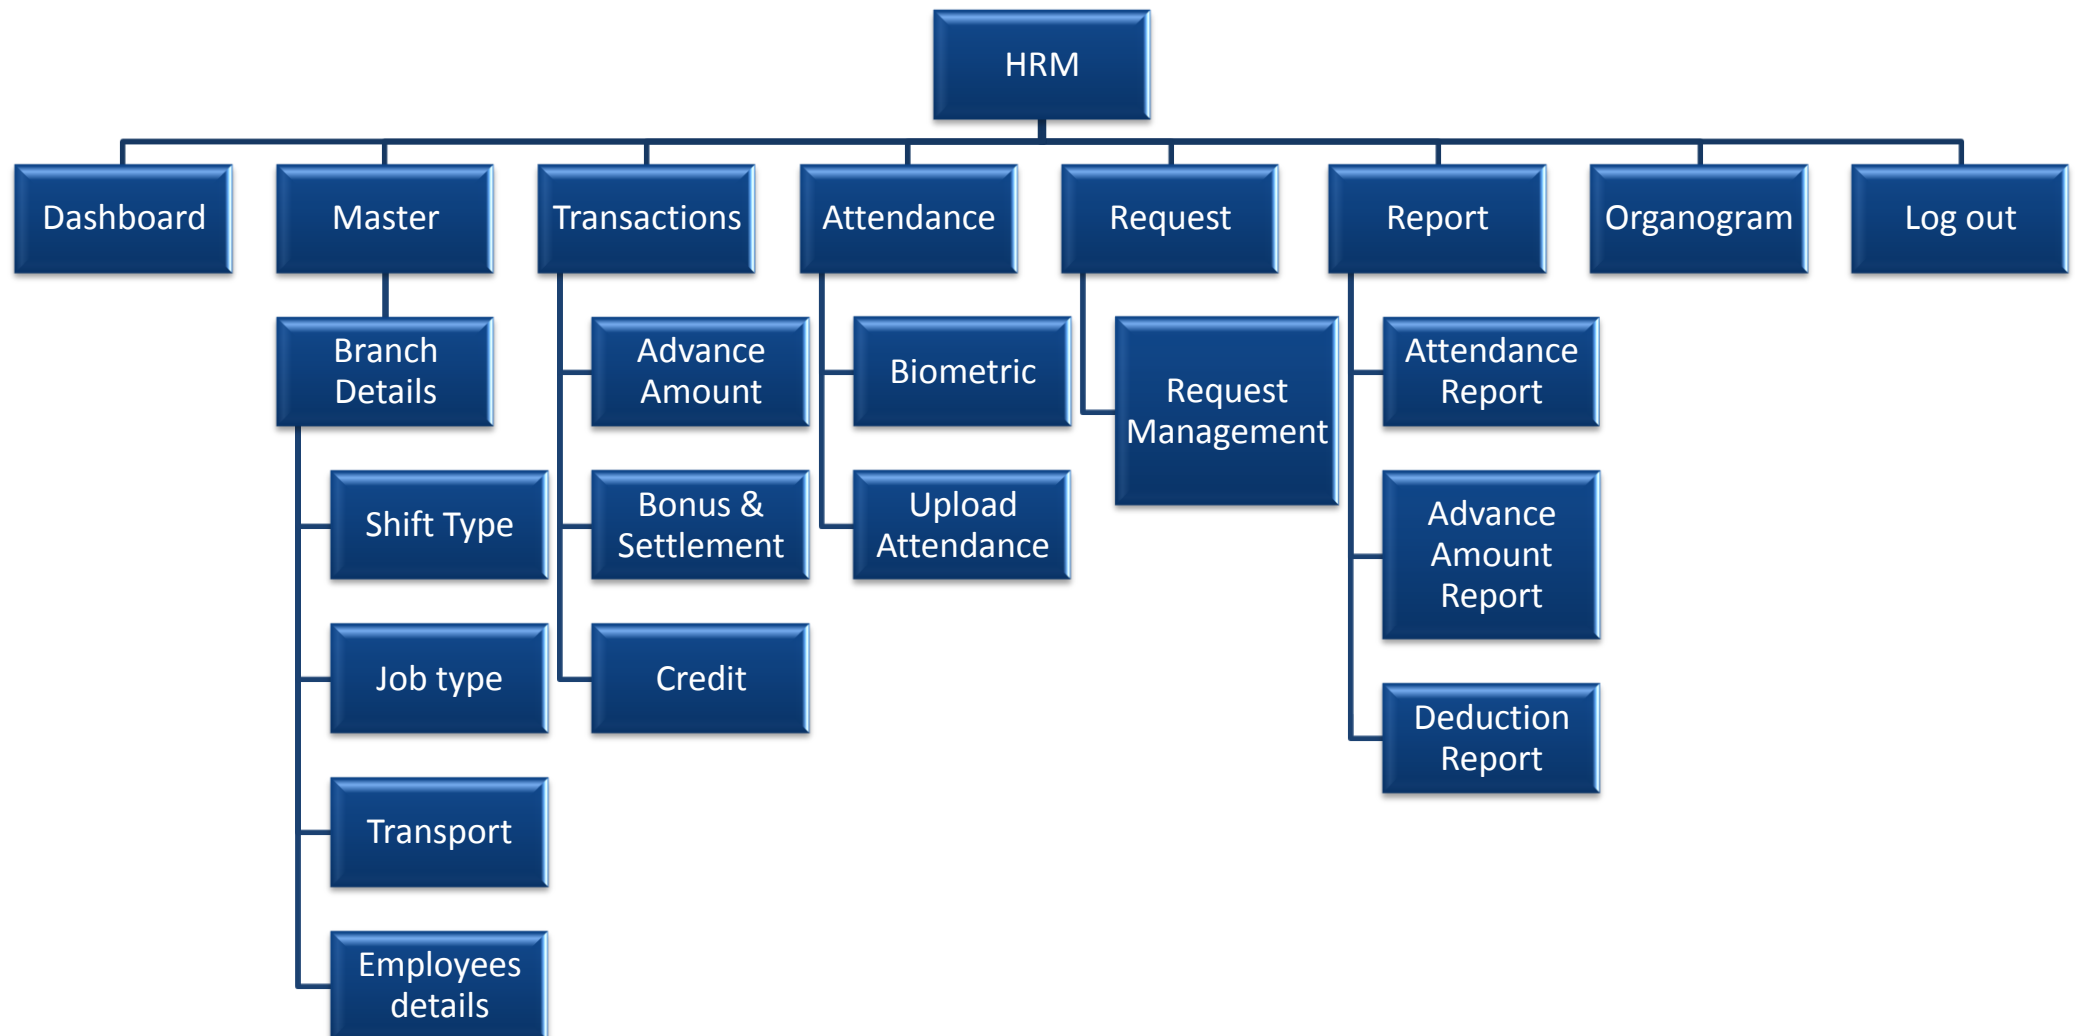 HRM
Dashboard
Master
Transactions
Attendance
Request
Report
Organogram
Log out
Branch
Details
Shift Type
Job type
Transport
Employees
details
Advance
Amount
Bonus &
Settlement
Credit
Biometric
Upload
Attendance
Request
Management
Attendance
Report
Advance
Amount
Report
Deduction
Report